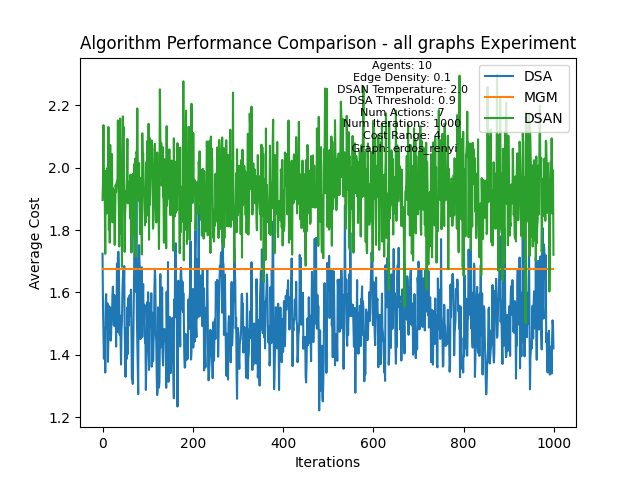 Algorithm Performance Comparison - all graphs Experiment
Agents: 10
Edge Density: 0.1
DSAN Temperature: 2.0
DSA Threshold: 0.9
Num Actions: 7
Num Iterations: 1000
Cost Range: 4
Graph: erdos_renyi
DSA
MGM
DSAN
Average Cost
2.2
2.0
1.8
1.6
1.4
1.2
0
200
400
600
800
1000
Iterations